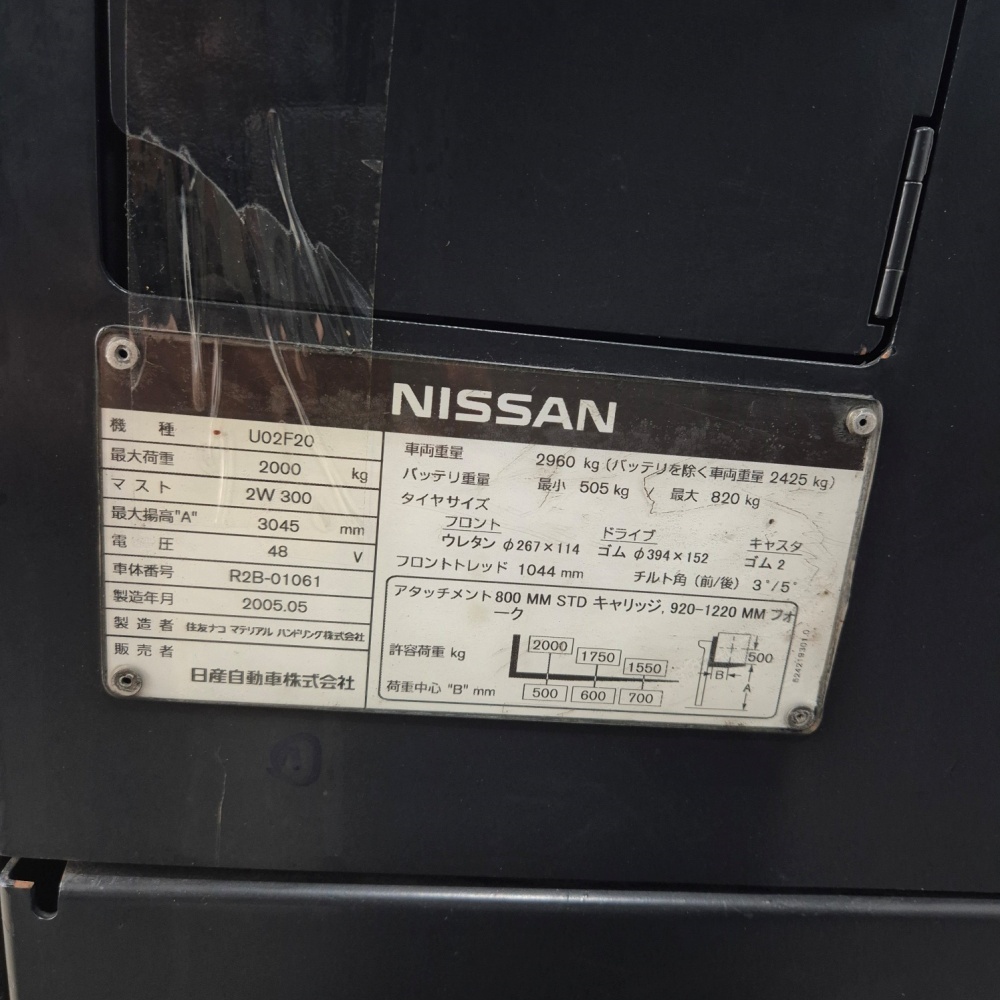 NISSAN
機 種 U02F20
最大荷重 2000 kg
マスト 2W 300
最大揚高"A" 3045 mm
電 圧 48 V
車体番号 R2B-01061
製造年月 2005.05
製造者 住友ナコ マテリアル ハンドリング株式会社
販売者
日産自動車株式会社
車両重量 2960 kg (バッテリを除く車両重量 2425 kg)
バッテリ重量 最小 505 kg 最大 820 kg
タイヤサイズ
フロント ドライブ キャスタ
ウレタン φ267×114 ゴム φ394×152 ゴム 2
フロントトレッド 1044 mm チルト角 (前/後) 3°/5°
アタッチメント 800 MM STD キャリッジ, 920-1220 MM フォ
ーク
許容荷重 kg 2000 1750 1550
荷重中心 "B" mm 500 600 700
500
B
A